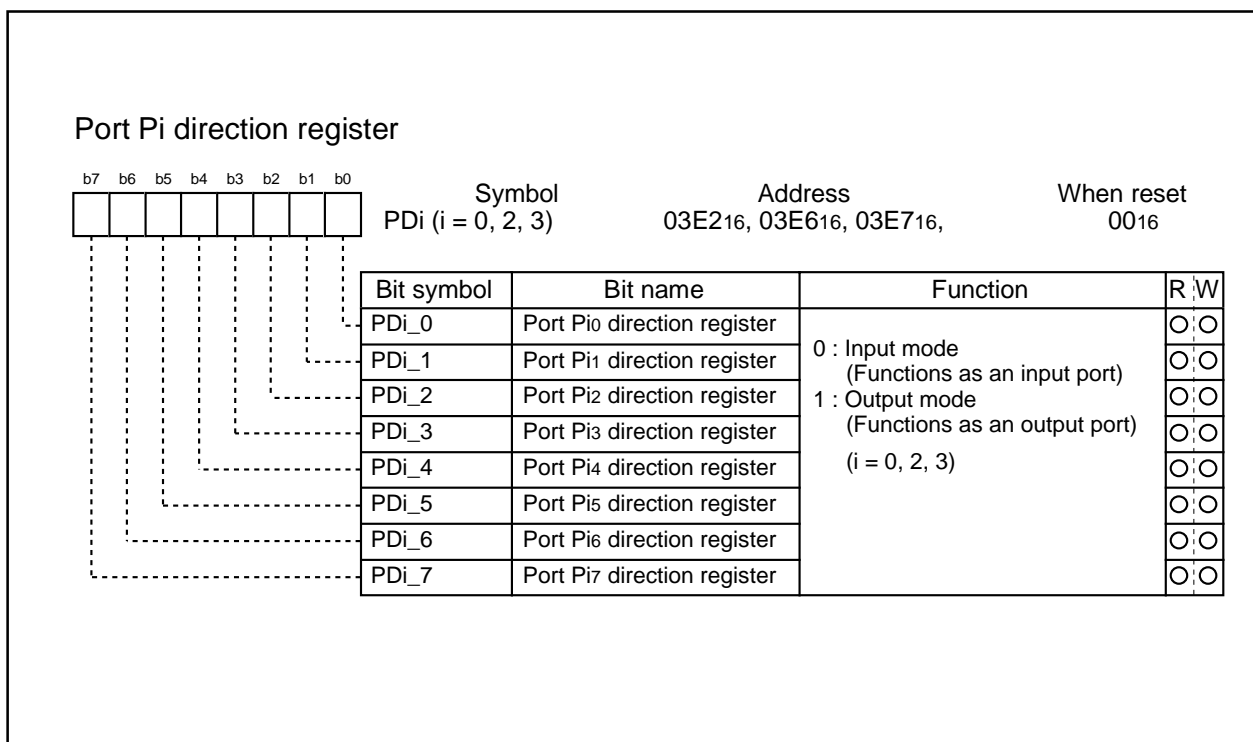 Port Pi direction register
b7 b6 b5 b4 b3 b2 b1 b0
Symbol Address When reset
PDi (i = 0, 2, 3) 03E216, 03E616, 03E716, 0016
Bit symbol Bit name Function R W
PDi_0 Port Pi0 direction register
PDi_1 Port Pi1 direction register
PDi_2 Port Pi2 direction register
PDi_3 Port Pi3 direction register
PDi_4 Port Pi4 direction register
PDi_5 Port Pi5 direction register
PDi_6 Port Pi6 direction register
PDi_7 Port Pi7 direction register
0 : Input mode
(Functions as an input port)
1 : Output mode
(Functions as an output port)
(i = 0, 2, 3)